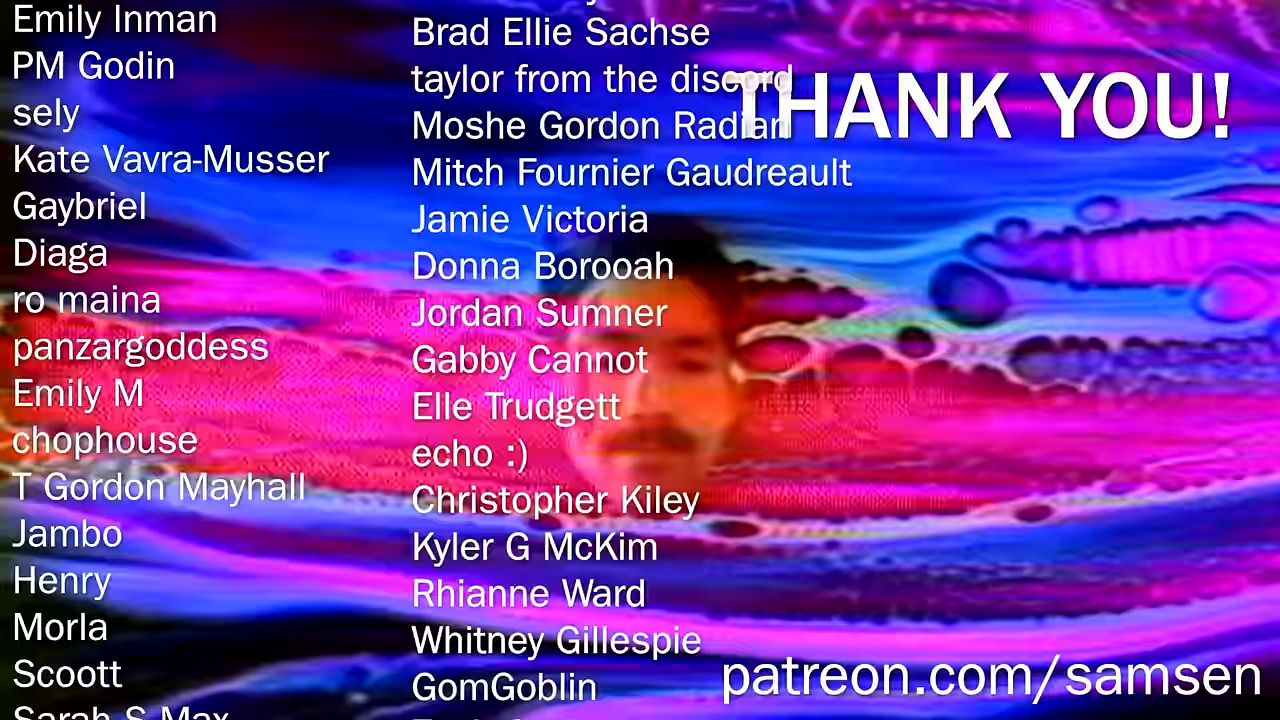 Emily Inman
PM Godin
sely
Kate Vavra-Musser
Gaybriel
Diaga
ro maina
panzargoddess
Emily M
chophouse
T Gordon Mayhall
Jambo
Henry
Morla
Scoott
Sarah S Max
Brad Ellie Sachse
taylor from the discord
Moshe Gordon Radian
Mitch Fournier Gaudreault
Jamie Victoria
Donna Borooah
Jordan Sumner
Gabby Cannot
Elle Trudgett
echo :)
Christopher Kiley
Kyler G McKim
Rhianne Ward
Whitney Gillespie
GomGoblin
THANK YOU!
patreon.com/samsen